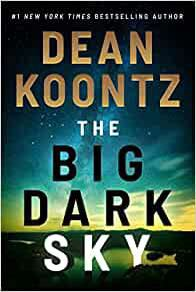 #1 NEW YORK TIMES BESTSELLING AUTHOR
DEAN
KOONTZ
THE
BIG
DARK
SKY